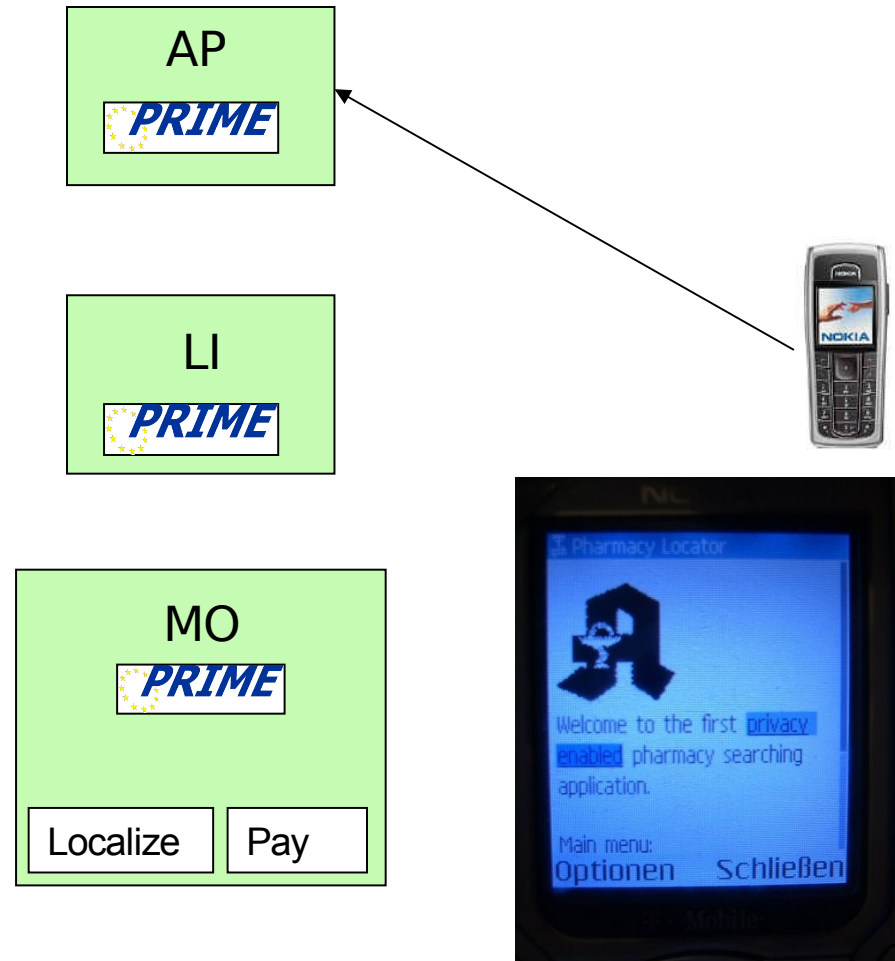 AP
PRIME
LI
PRIME
NOKIA
MO
PRIME
Localize
Pay
Pharmacy Locator
Welcome to the first privacy
enabled pharmacy searching
application.
Main menu:
Optionen Schließen
Mobile